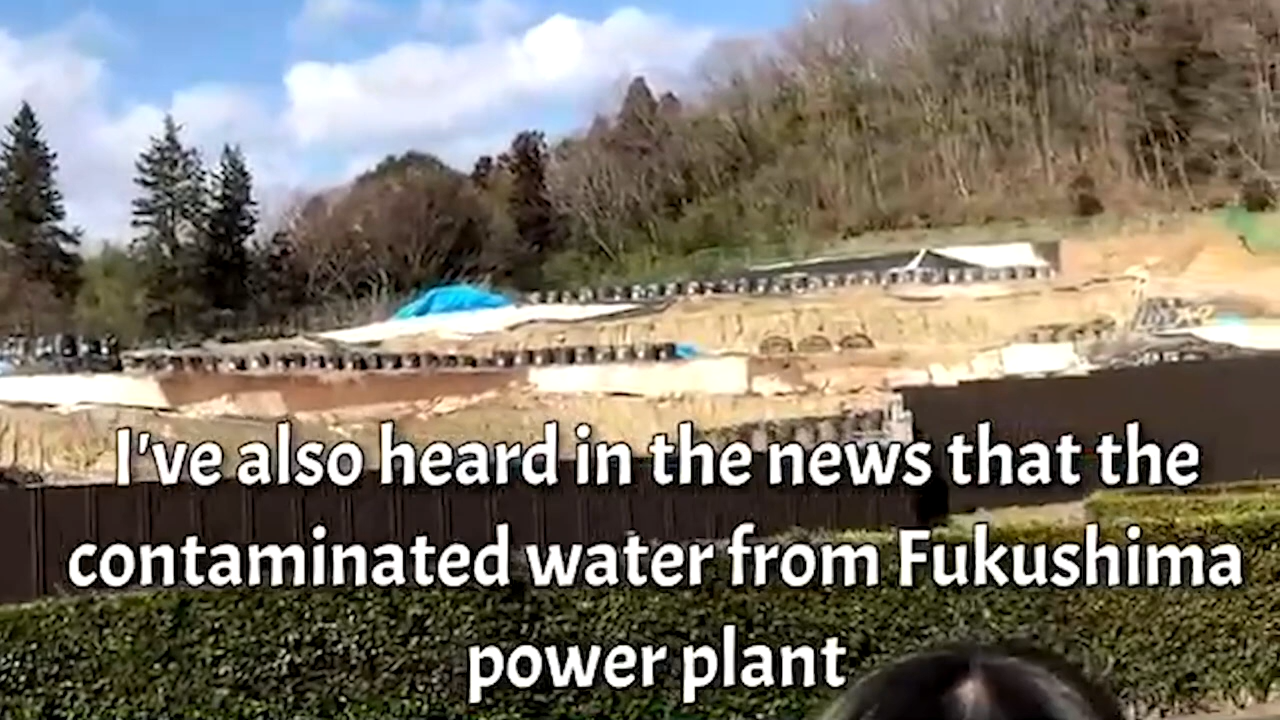 I've also heard in the news that the
contaminated water from Fukushima
power plant